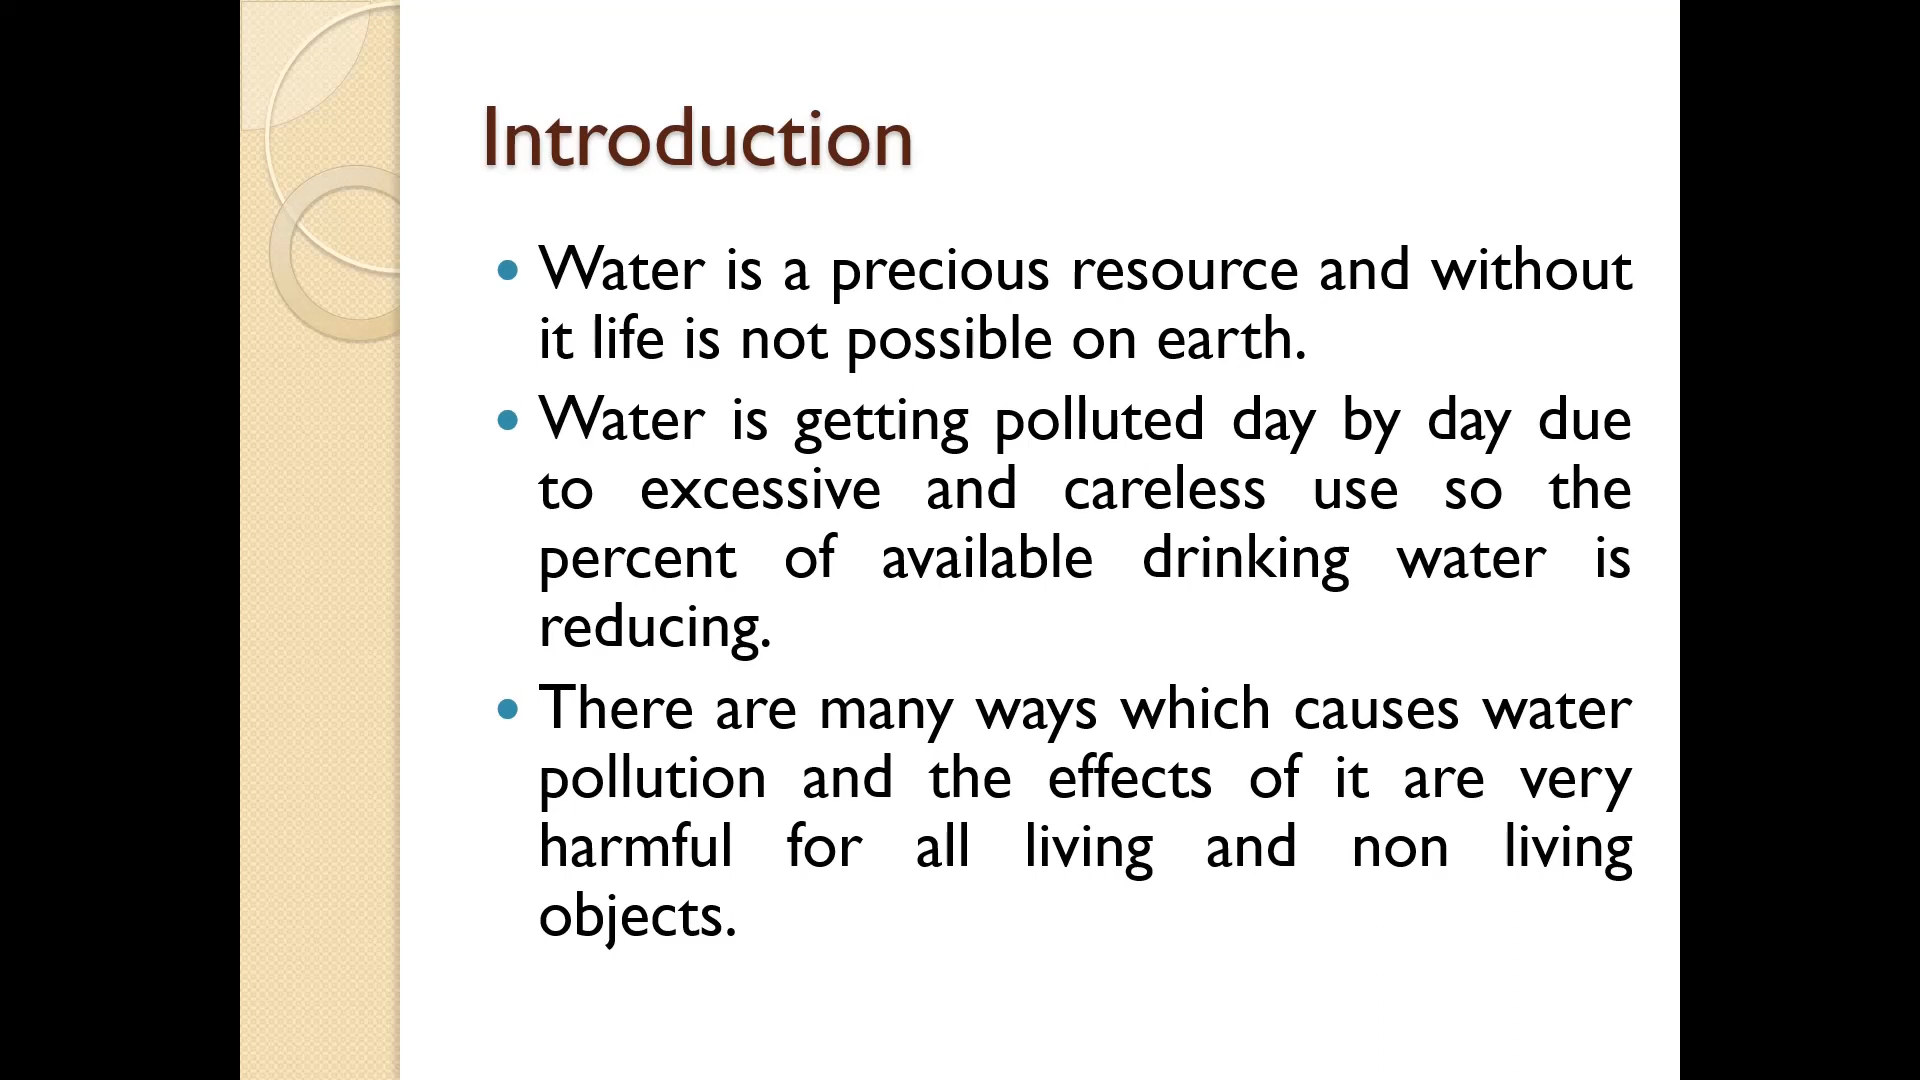 Introduction
• Water is a precious resource and without
it life is not possible on earth.
• Water is getting polluted day by day due
to excessive and careless use so the
percent of available drinking water is
reducing.
• There are many ways which causes water
pollution and the effects of it are very
harmful for all living and non living
objects.